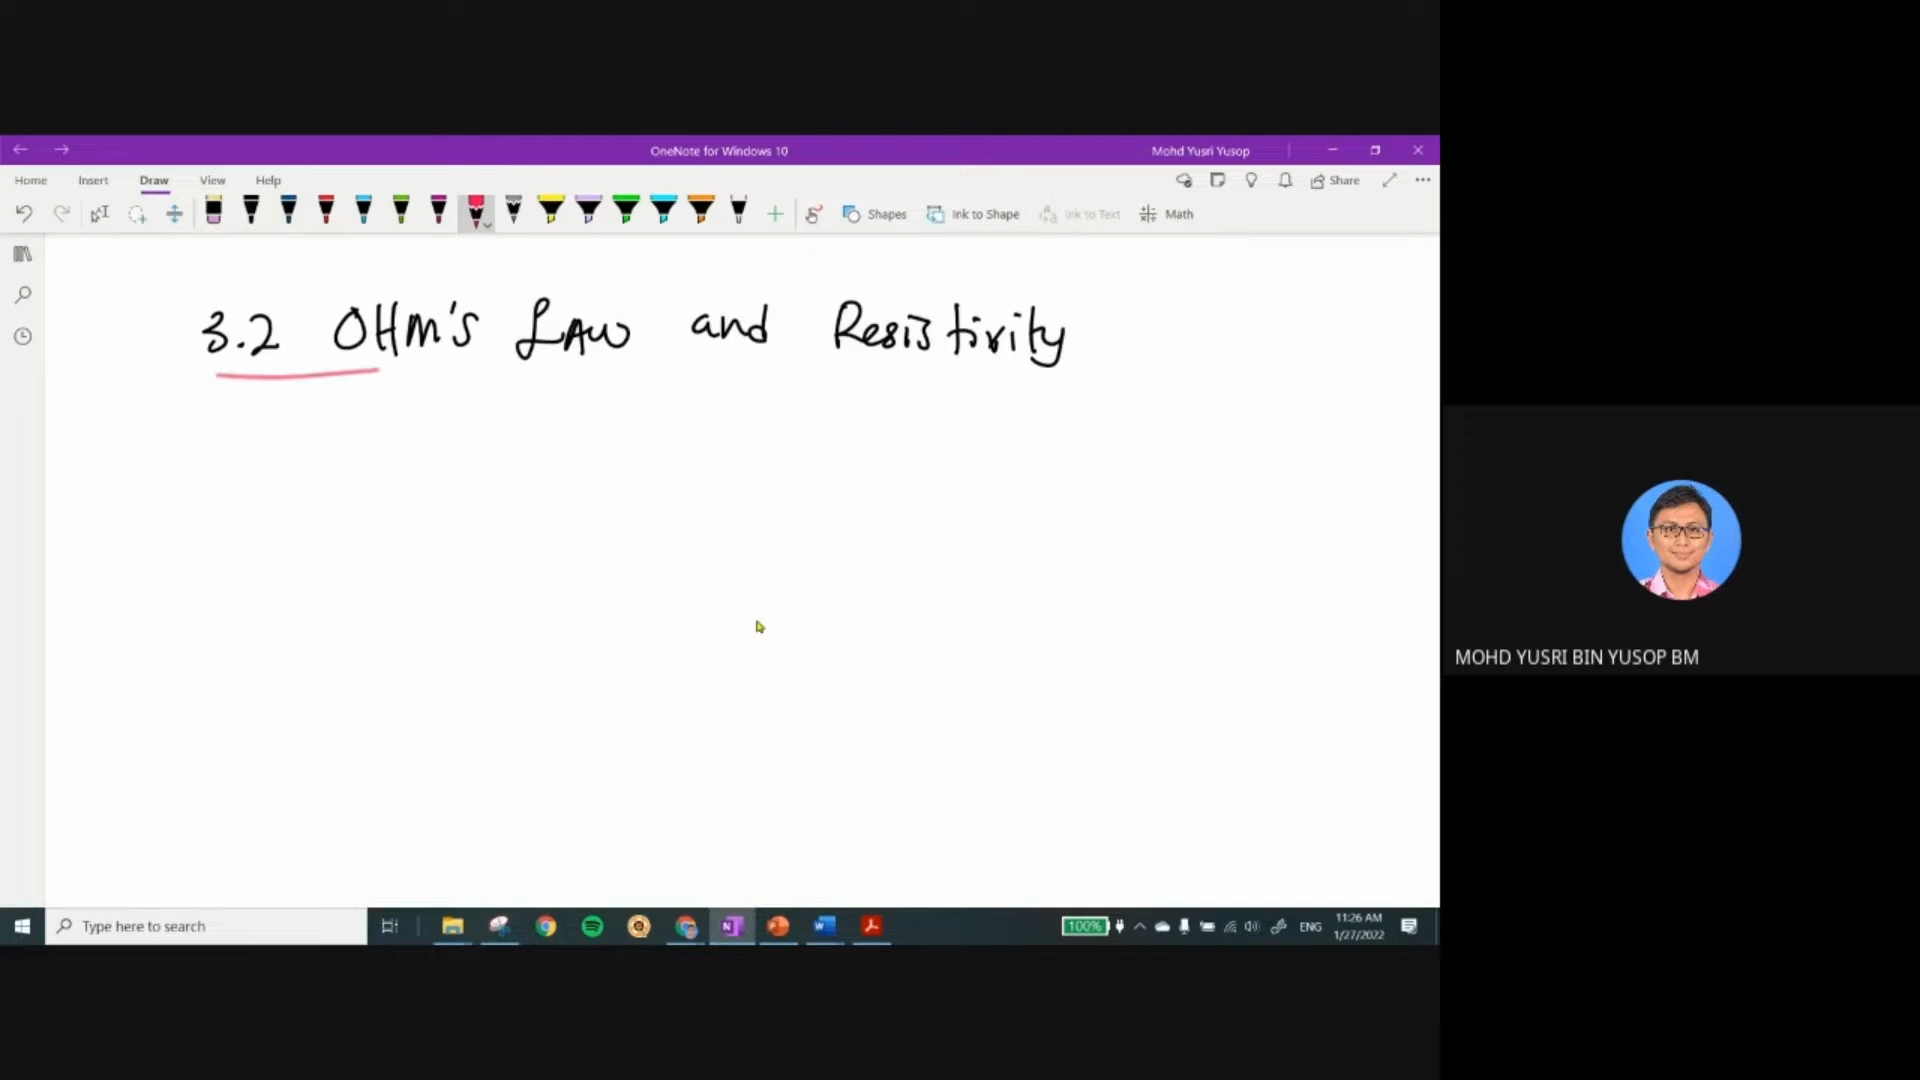 OneNote for Windows 10
Mohd Yusri Yusop
Home Insert Draw View Help
Share
Shapes Ink to Shape Ink to Text Math
3.2 OHM's LAW and Resistivity
MOHD YUSRI BIN YUSOP BM
Type here to search
100%
ENG
11:26 AM
1/27/2022